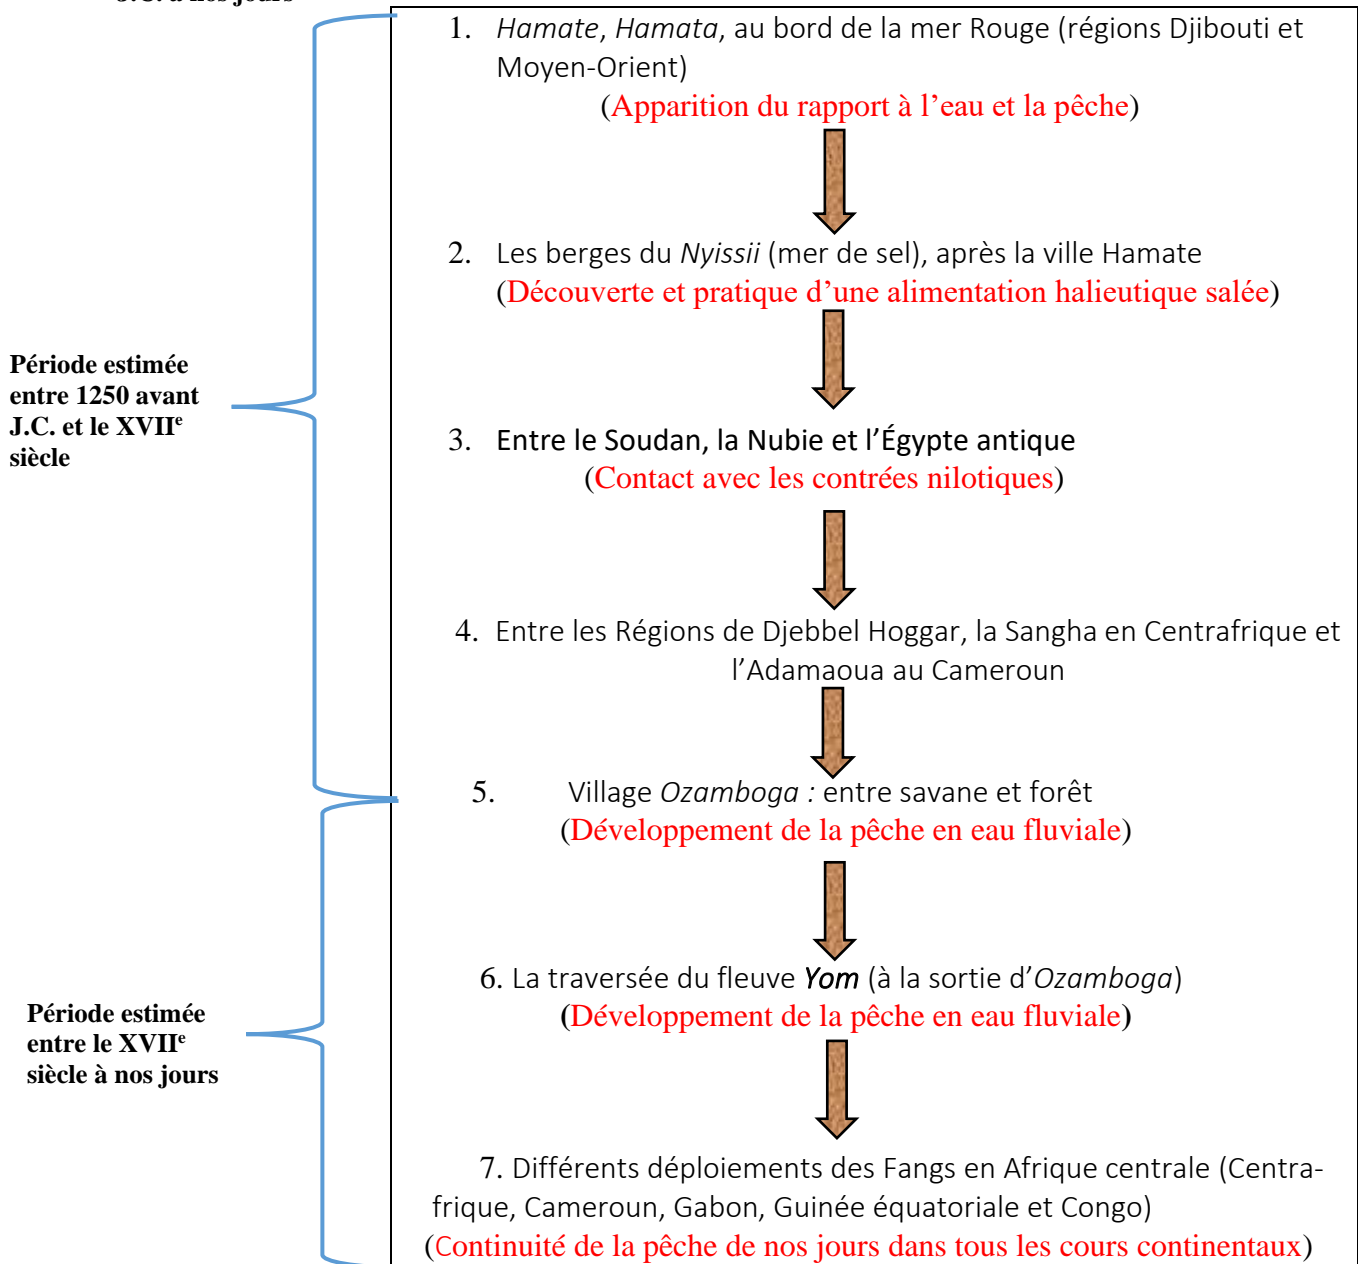 J.C. à nos jours
1. Hamate, Hamata, au bord de la mer Rouge (régions Djibouti et
Moyen-Orient)
(Apparition du rapport à l’eau et la pêche)
2. Les berges du Nyissii (mer de sel), après la ville Hamate
(Découverte et pratique d’une alimentation halieutique salée)
Période estimée
entre 1250 avant
J.C. et le XVIIe
siècle
3. Entre le Soudan, la Nubie et l’Égypte antique
(Contact avec les contrées nilotiques)
4. Entre les Régions de Djebbel Hoggar, la Sangha en Centrafrique et
l’Adamaoua au Cameroun
5. Village Ozamboga : entre savane et forêt
(Développement de la pêche en eau fluviale)
6. La traversée du fleuve Yom (à la sortie d’Ozamboga)
(Développement de la pêche en eau fluviale)
Période estimée
entre le XVIIe
siècle à nos jours
7. Différents déploiements des Fangs en Afrique centrale (Centra-
frique, Cameroun, Gabon, Guinée équatoriale et Congo)
(Continuité de la pêche de nos jours dans tous les cours continentaux)